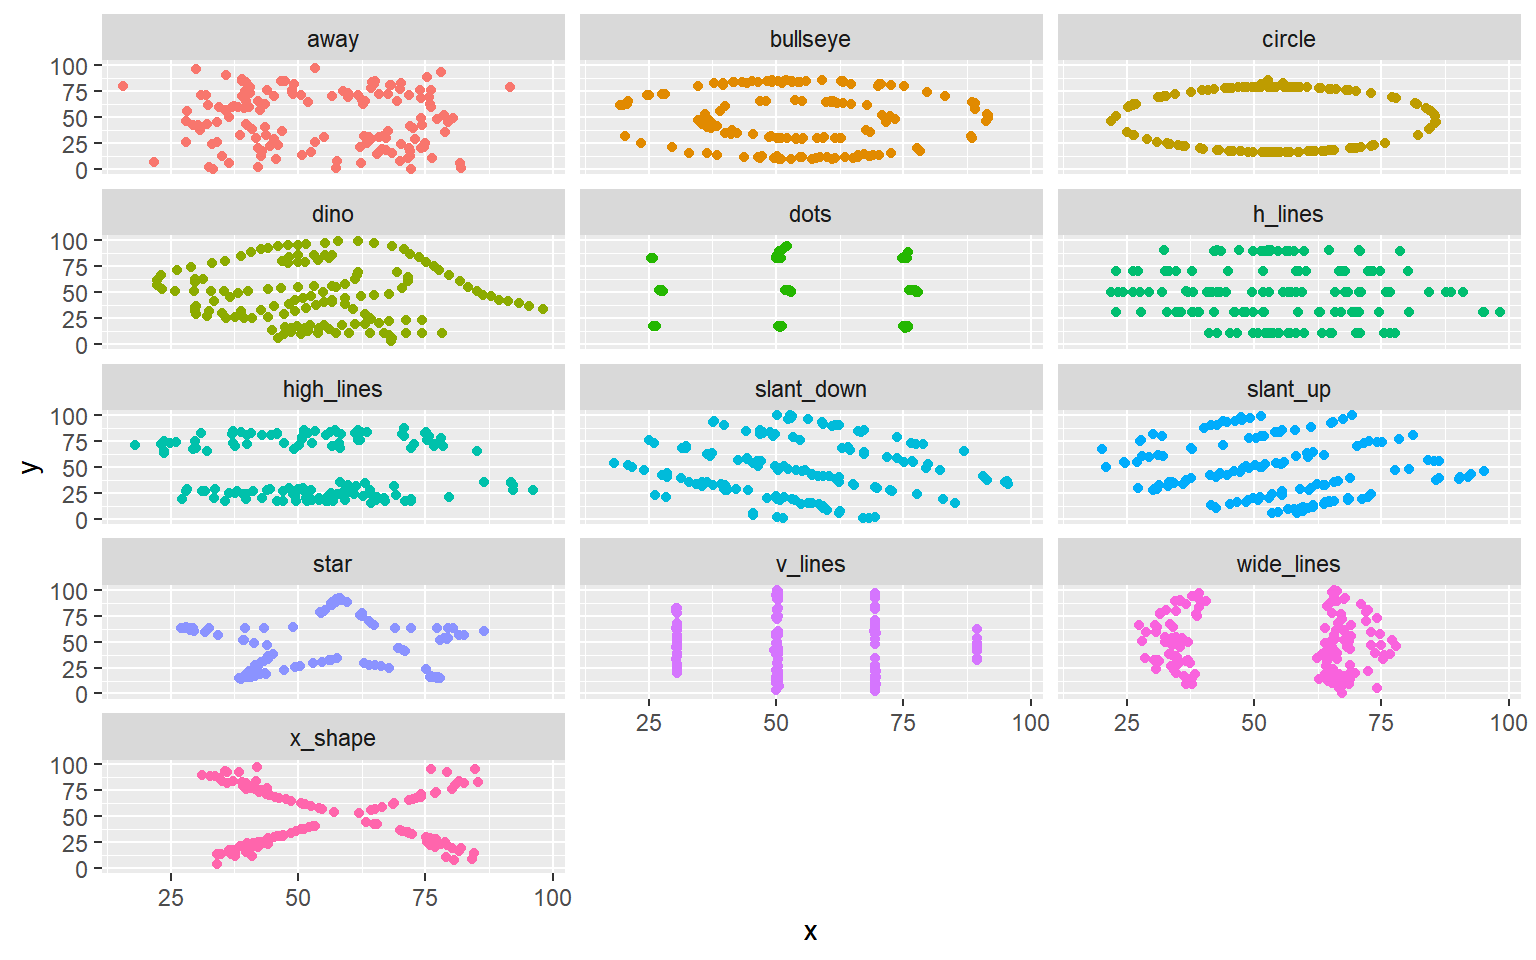 away bullseye circle
100
75
50
25
0
dino dots h_lines
100
75
50
25
0
high_lines slant_down slant_up
100
75
50
25
0
star v_lines wide_lines
100
75
50
25
0
25 50 75 100 25 50 75 100
x_shape
100
75
50
25
0
25 50 75 100
x
y